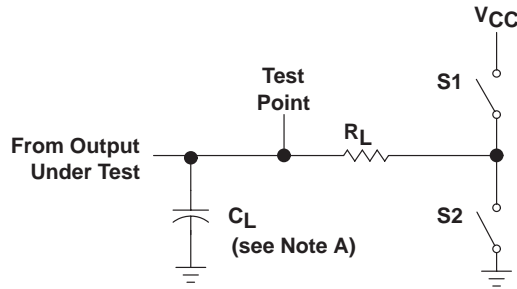 VCC
Test
Point
S1
RL
From Output
Under Test
CL
(see Note A)
S2